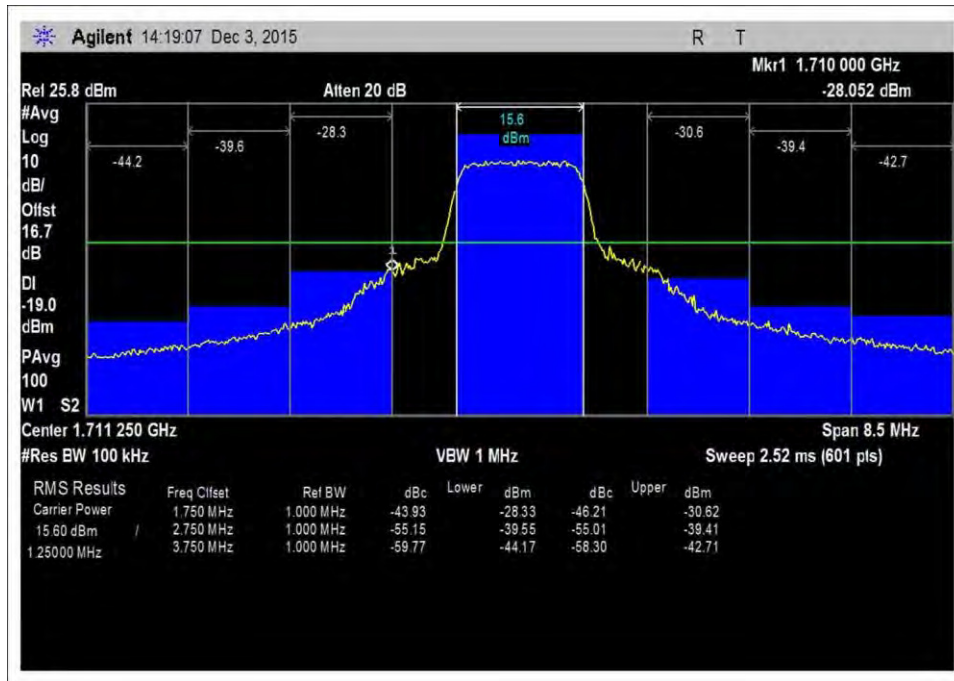 Agilent 14:19:07 Dec 3, 2015 R T
Mkr1 1.710 000 GHz
Rel 25.8 dBm Atten 20 dB -28.052 dBm
#Avg
Log
10
dB/
Offst
16.7
dB
DI
-19.0
dBm
PAvg
100
W1 S2
-44.2 -39.6 -28.3 15.6 dBm -30.6 -39.4 -42.7
1
Center 1.711 250 GHz Span 8.5 MHz
#Res BW 100 kHz VBW 1 MHz Sweep 2.52 ms (601 pts)
RMS Results Freq Offset Ref BW dBc Lower dBm dBc Upper dBm
Carrier Power 1.750 MHz 1.000 MHz -43.93 -28.33 -46.21 -30.62
15.60 dBm / 2.750 MHz 1.000 MHz -55.15 -39.55 -55.01 -39.41
1.25000 MHz 3.750 MHz 1.000 MHz -59.77 -44.17 -58.30 -42.71